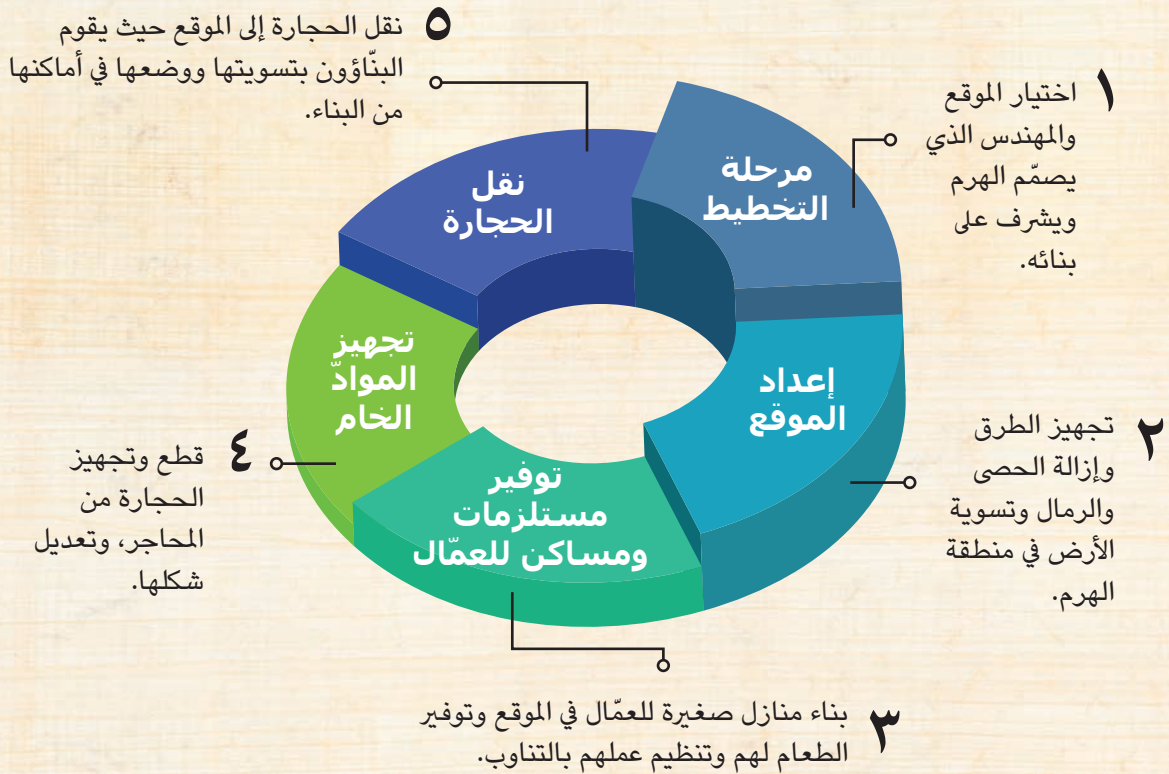 ١
اختيار الموقع
والمهندس الذي
يصمّم الهرم
ويشرف على
بنائه.
مرحلة
التخطيط
٢
تجهيز الطرق
وإزالة الحصى
والرمال وتسوية
الأرض في منطقة
الهرم.
إعداد
الموقع
٣
بناء منازل صغيرة للعمّال في الموقع وتوفير
الطعام لهم وتنظيم عملهم بالتناوب.
توفير
مستلزمات
ومساكن للعمّال
٤
قطع وتجهيز
الحجارة من
المحاجر، وتعديل
شكلها.
تجهيز
الموادّ
الخام
٥
نقل الحجارة إلى الموقع حيث يقوم
البنّاؤون بتسويتها ووضعها في أماكنها
من البناء.
نقل
الحجارة